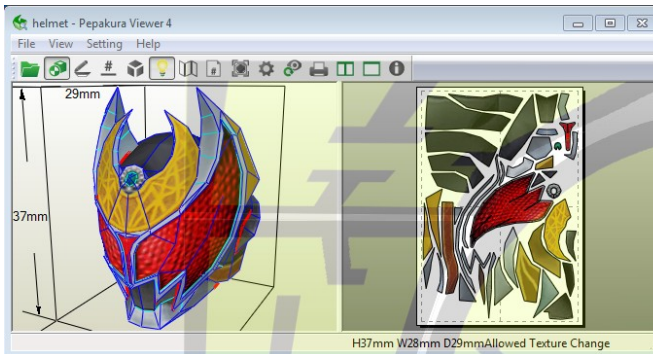 helmet - Pepakura Viewer 4
File View Setting Help
29mm
37mm
H37mm W28mm D29mmAllowed Texture Change